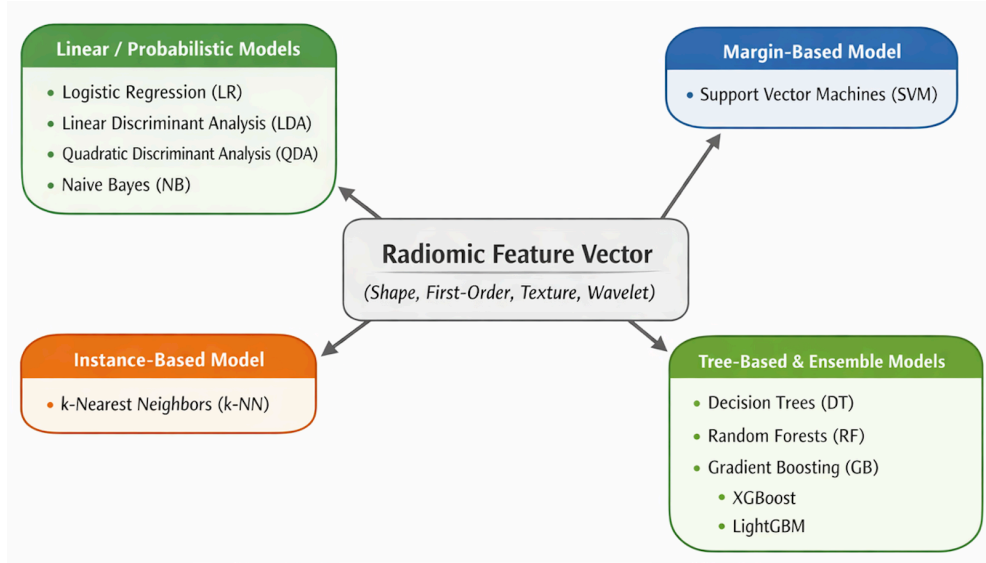 Linear / Probabilistic Models
• Logistic Regression (LR)
• Linear Discriminant Analysis (LDA)
• Quadratic Discriminant Analysis (QDA)
• Naive Bayes (NB)
Margin-Based Model
• Support Vector Machines (SVM)
Radiomic Feature Vector
(Shape, First-Order, Texture, Wavelet)
Instance-Based Model
• k-Nearest Neighbors (k-NN)
Tree-Based & Ensemble Models
• Decision Trees (DT)
• Random Forests (RF)
• Gradient Boosting (GB)
• XGBoost
• LightGBM